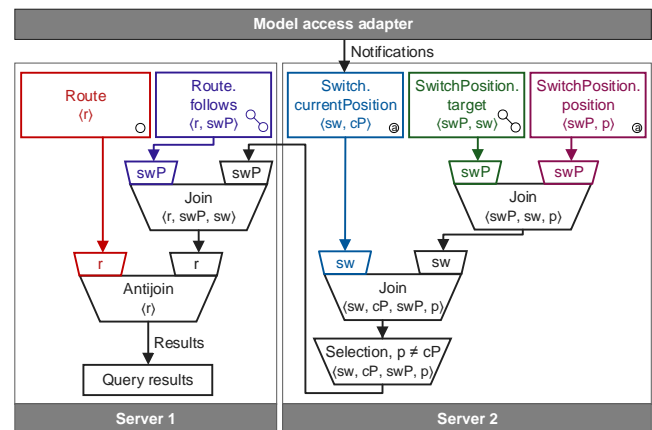 Model access adapter
Notifications
Route
⟨r⟩
Route.
follows
⟨r, swP⟩
Switch.
currentPosition
⟨sw, cP⟩
@
SwitchPosition.
target
⟨swP, sw⟩
SwitchPosition.
position
⟨swP, p⟩
@
swP
swP
Join
⟨r, swP, sw⟩
swP
swP
Join
⟨swP, sw, p⟩
r
r
Antijoin
⟨r⟩
sw
sw
Join
⟨sw, cP, swP, p⟩
Results
Query results
Selection, p ≠ cP
⟨sw, cP, swP, p⟩
Server 1
Server 2